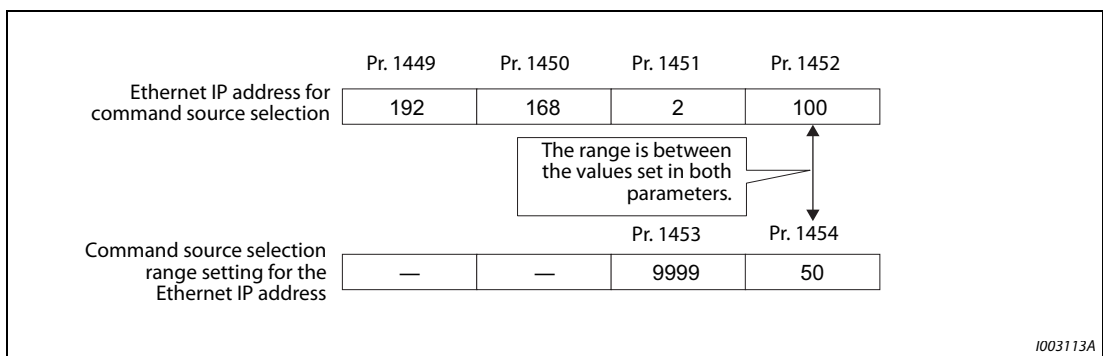 Pr. 1449 Pr. 1450 Pr. 1451 Pr. 1452
Ethernet IP address for
command source selection
192 168 2 100
The range is between
the values set in both
parameters.
Pr. 1453 Pr. 1454
Command source selection
range setting for the
Ethernet IP address
— — 9999 50
I003113A